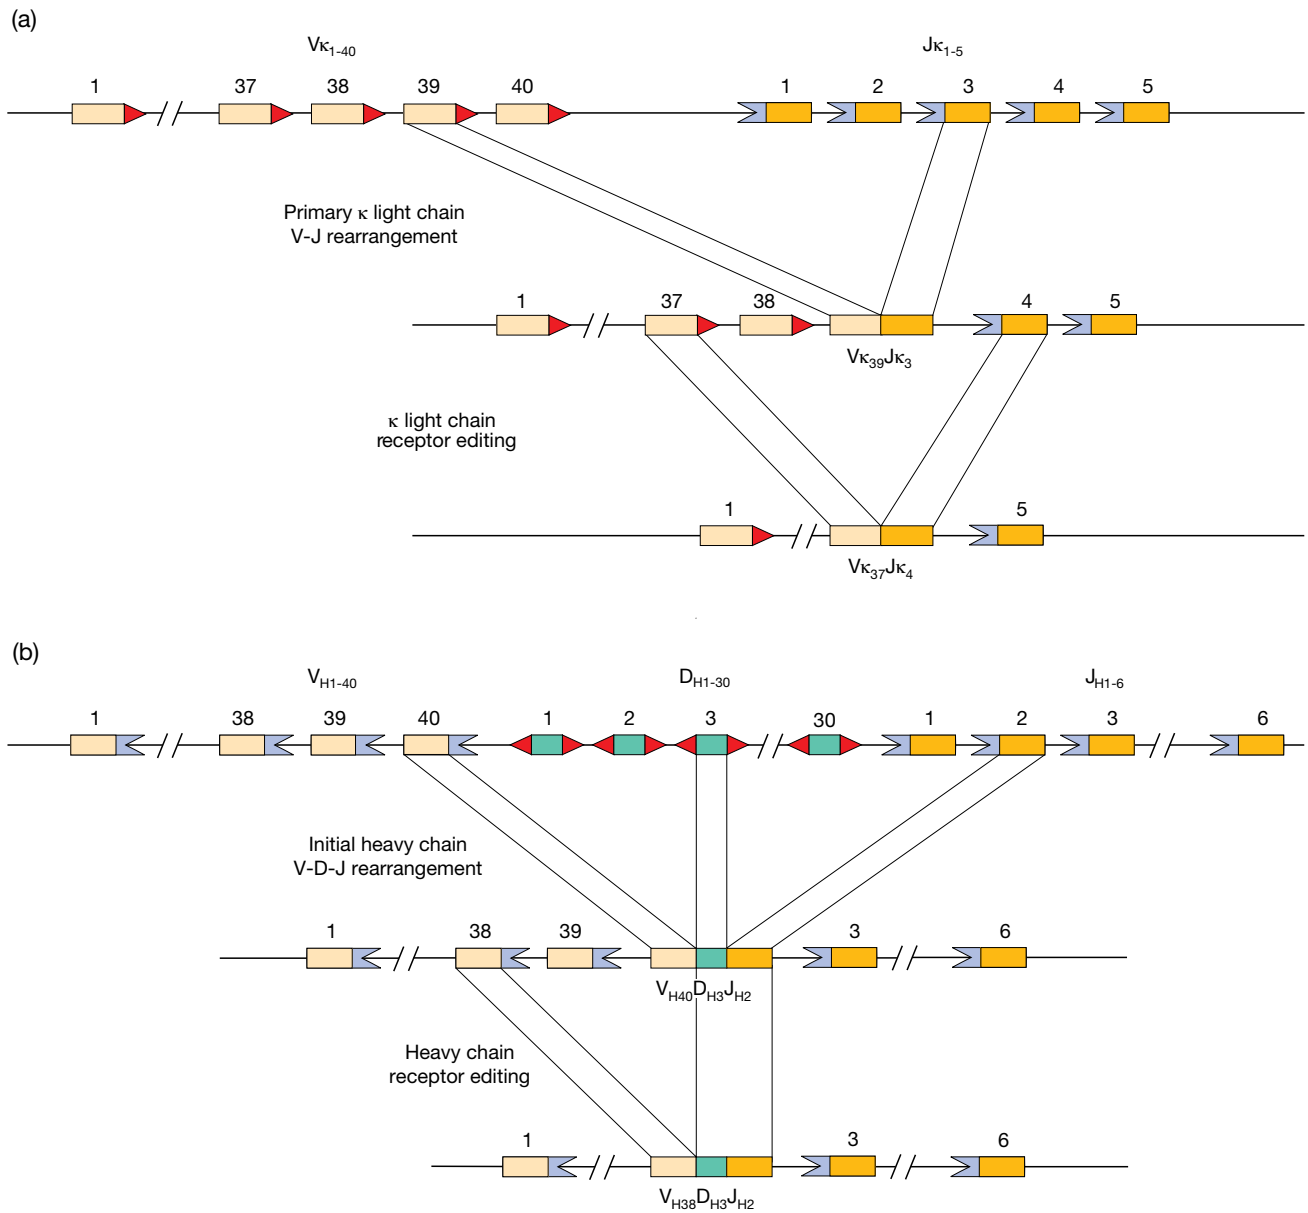 (a)
Vκ1-40 Jκ1-5
1 37 38 39 40 1 2 3 4 5
Primary κ light chain
V-J rearrangement
1 37 38 4 5
Vκ39Jκ3
κ light chain
receptor editing
1 5
Vκ37Jκ4
(b)
VH1-40 DH1-30 JH1-6
1 38 39 40 1 2 3 30 1 2 3 6
Initial heavy chain
V-D-J rearrangement
1 38 39 3 6
VH40DH3JH2
Heavy chain
receptor editing
1 3 6
VH38DH3JH2